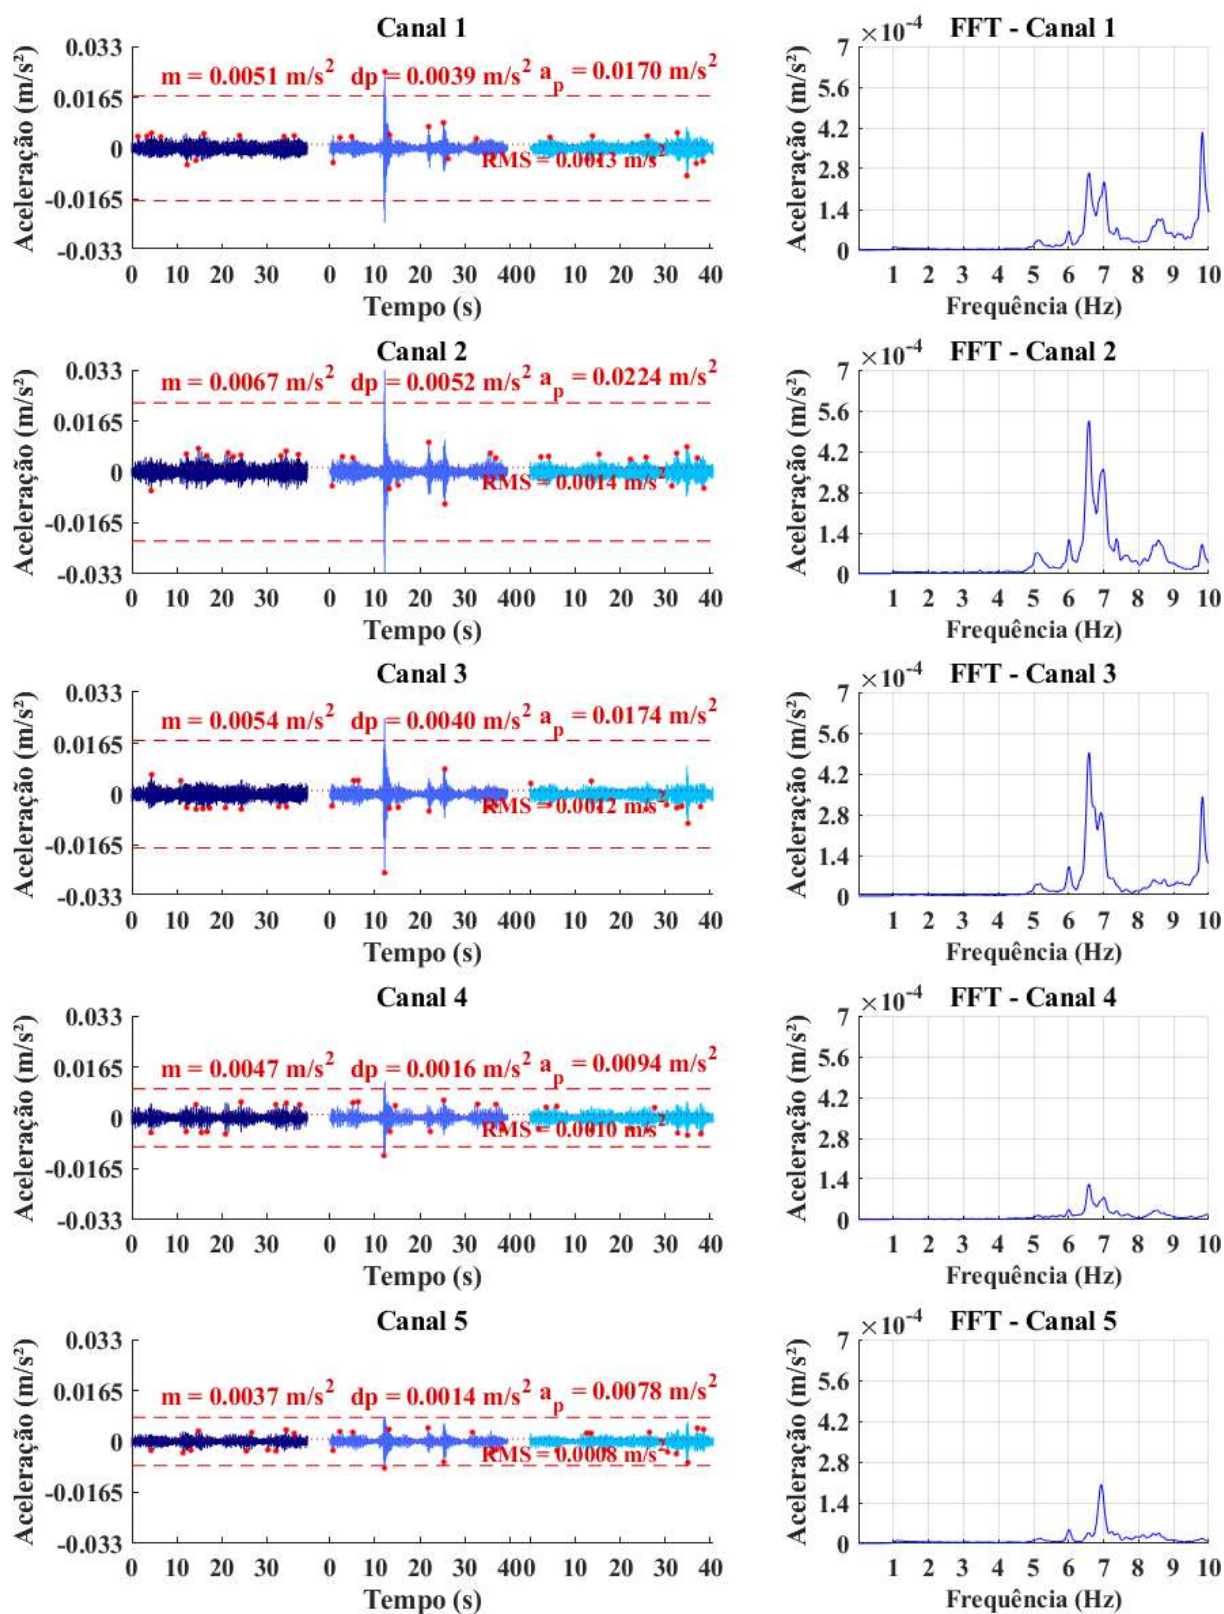 Canal 1
FFT - Canal 1
×10⁻⁴
m = 0.0051 m/s² dp = 0.0039 m/s² aₚ = 0.0170 m/s²
RMS = 0.0013 m/s²
0.033
0.0165
0
-0.0165
-0.033
Aceleração (m/s²)
0 10 20 30 0 10 20 30 400 10 20 30 40
Tempo (s)
7
5.6
4.2
2.8
1.4
0
Aceleração (m/s²)
1 2 3 4 5 6 7 8 9 10
Frequência (Hz)
Canal 2
FFT - Canal 2
×10⁻⁴
m = 0.0067 m/s² dp = 0.0052 m/s² aₚ = 0.0224 m/s²
RMS = 0.0014 m/s²
0.033
0.0165
0
-0.0165
-0.033
Aceleração (m/s²)
0 10 20 30 0 10 20 30 400 10 20 30 40
Tempo (s)
7
5.6
4.2
2.8
1.4
0
Aceleração (m/s²)
1 2 3 4 5 6 7 8 9 10
Frequência (Hz)
Canal 3
FFT - Canal 3
×10⁻⁴
m = 0.0054 m/s² dp = 0.0040 m/s² aₚ = 0.0174 m/s²
RMS = 0.0012 m/s²
0.033
0.0165
0
-0.0165
-0.033
Aceleração (m/s²)
0 10 20 30 0 10 20 30 400 10 20 30 40
Tempo (s)
7
5.6
4.2
2.8
1.4
0
Aceleração (m/s²)
1 2 3 4 5 6 7 8 9 10
Frequência (Hz)
Canal 4
FFT - Canal 4
×10⁻⁴
m = 0.0047 m/s² dp = 0.0016 m/s² aₚ = 0.0094 m/s²
RMS = 0.0010 m/s²
0.033
0.0165
0
-0.0165
-0.033
Aceleração (m/s²)
0 10 20 30 0 10 20 30 400 10 20 30 40
Tempo (s)
7
5.6
4.2
2.8
1.4
0
Aceleração (m/s²)
1 2 3 4 5 6 7 8 9 10
Frequência (Hz)
Canal 5
FFT - Canal 5
×10⁻⁴
m = 0.0037 m/s² dp = 0.0014 m/s² aₚ = 0.0078 m/s²
RMS = 0.0008 m/s²
0.033
0.0165
0
-0.0165
-0.033
Aceleração (m/s²)
0 10 20 30 0 10 20 30 400 10 20 30 40
Tempo (s)
7
5.6
4.2
2.8
1.4
0
Aceleração (m/s²)
1 2 3 4 5 6 7 8 9 10
Frequência (Hz)